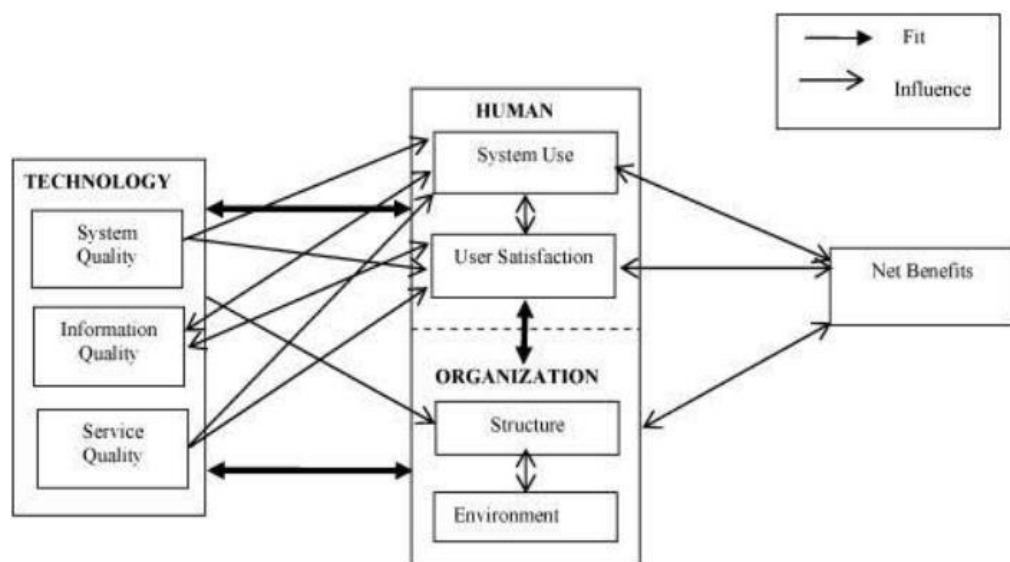 Fit
Influence
HUMAN
System Use
TECHNOLOGY
System
Quality
User Satisfaction
Net Benefits
Information
Quality
ORGANIZATION
Structure
Service
Quality
Environment